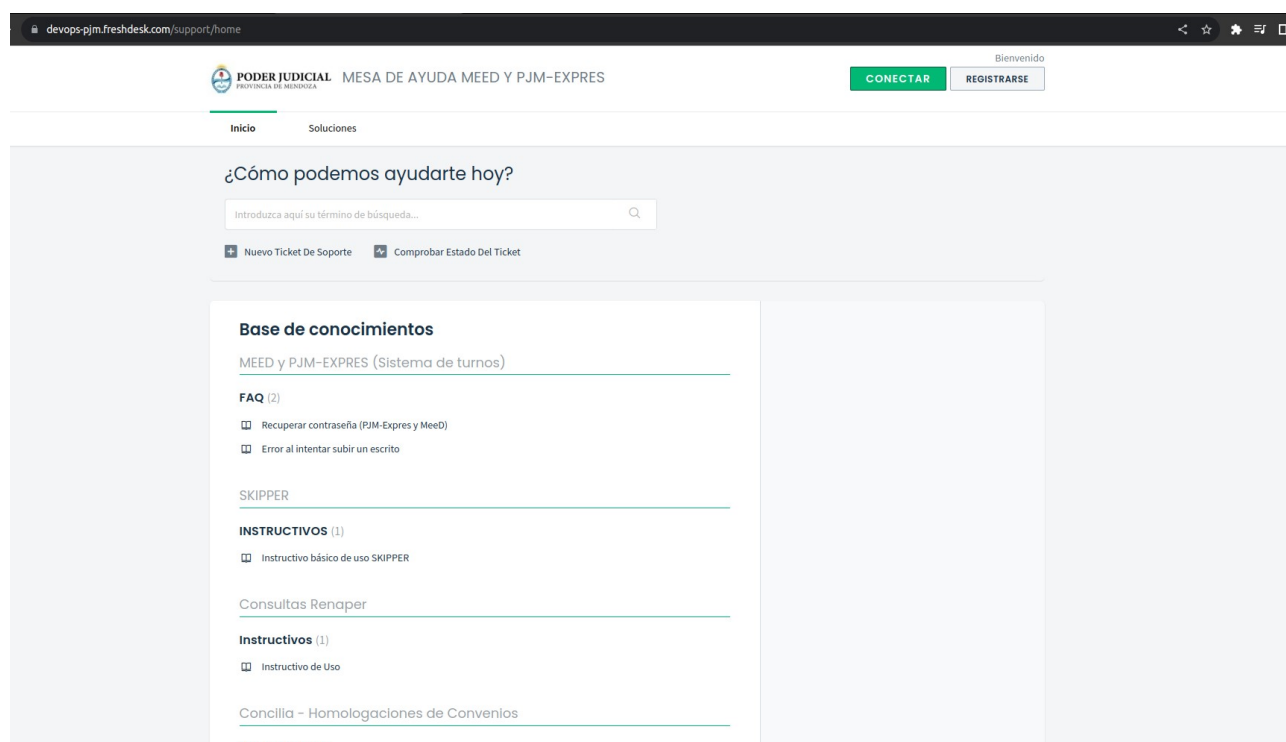 devops-pjm.freshdesk.com/support/home
Bienvenido
PODER JUDICIAL
PROVINCIA DE MENDOZA
MESA DE AYUDA MEED Y PJM-EXPRES
CONECTAR
REGISTRARSE
Inicio
Soluciones
¿Cómo podemos ayudarte hoy?
Introduzca aquí su término de búsqueda...
Nuevo Ticket De Soporte
Comprobar Estado Del Ticket
Base de conocimientos
MEED y PJM-EXPRES (Sistema de turnos)
FAQ (2)
Recuperar contraseña (PJM-Expres y MeeD)
Error al intentar subir un escrito
SKIPPER
INSTRUCTIVOS (1)
Instructivo básico de uso SKIPPER
Consultas Renaper
Instructivos (1)
Instructivo de Uso
Concilia - Homologaciones de Convenios